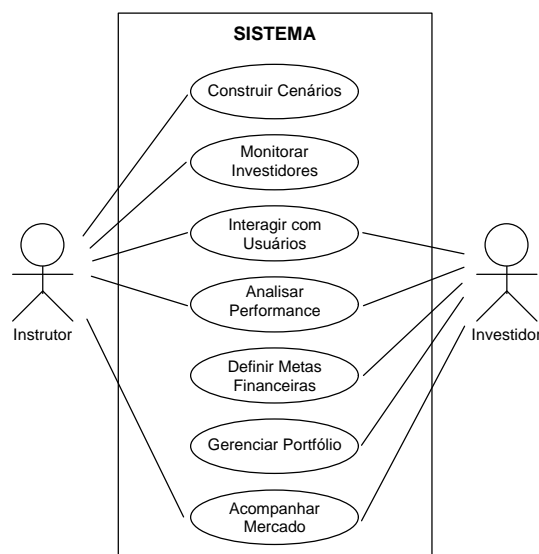 SISTEMA
Construir Cenários
Monitorar
Investidores
Interagir com
Usuários
Analisar
Performance
Instrutor
Investidor
Definir Metas
Financeiras
Gerenciar Portfólio
Acompanhar
Mercado